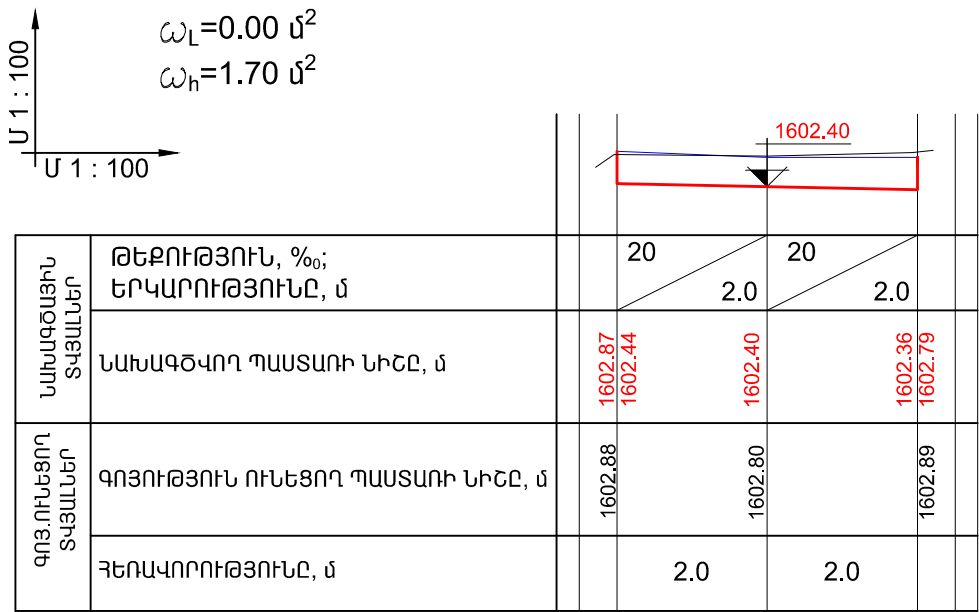 Մ 1 : 100
Մ 1 : 100
ωL=0.00 մ²
ωh=1.70 մ²
1602.40
ՆԱԽԱԳԾԱՅԻՆ
ՏՎՅԱԼՆԵՐ
ԹԵՔՈՒԹՅՈՒՆ, %₀;
ԵՐԿԱՐՈՒԹՅՈՒՆԸ, մ
20
2.0
20
2.0
ՆԱԽԱԳԾՎՈՂ ՊԱՍՏԱՌԻ ՆԻՇԸ, մ
1602.87
1602.44
1602.40
1602.36
1602.79
ԳՈՅ.ՈՒՆԵՑՈՂ
ՏՎՅԱԼՆԵՐ
ԳՈՅՈՒԹՅՈՒՆ ՈՒՆԵՑՈՂ ՊԱՍՏԱՌԻ ՆԻՇԸ, մ
1602.88
1602.80
1602.89
ՀԵՌԱՎՈՐՈՒԹՅՈՒՆԸ, մ
2.0
2.0